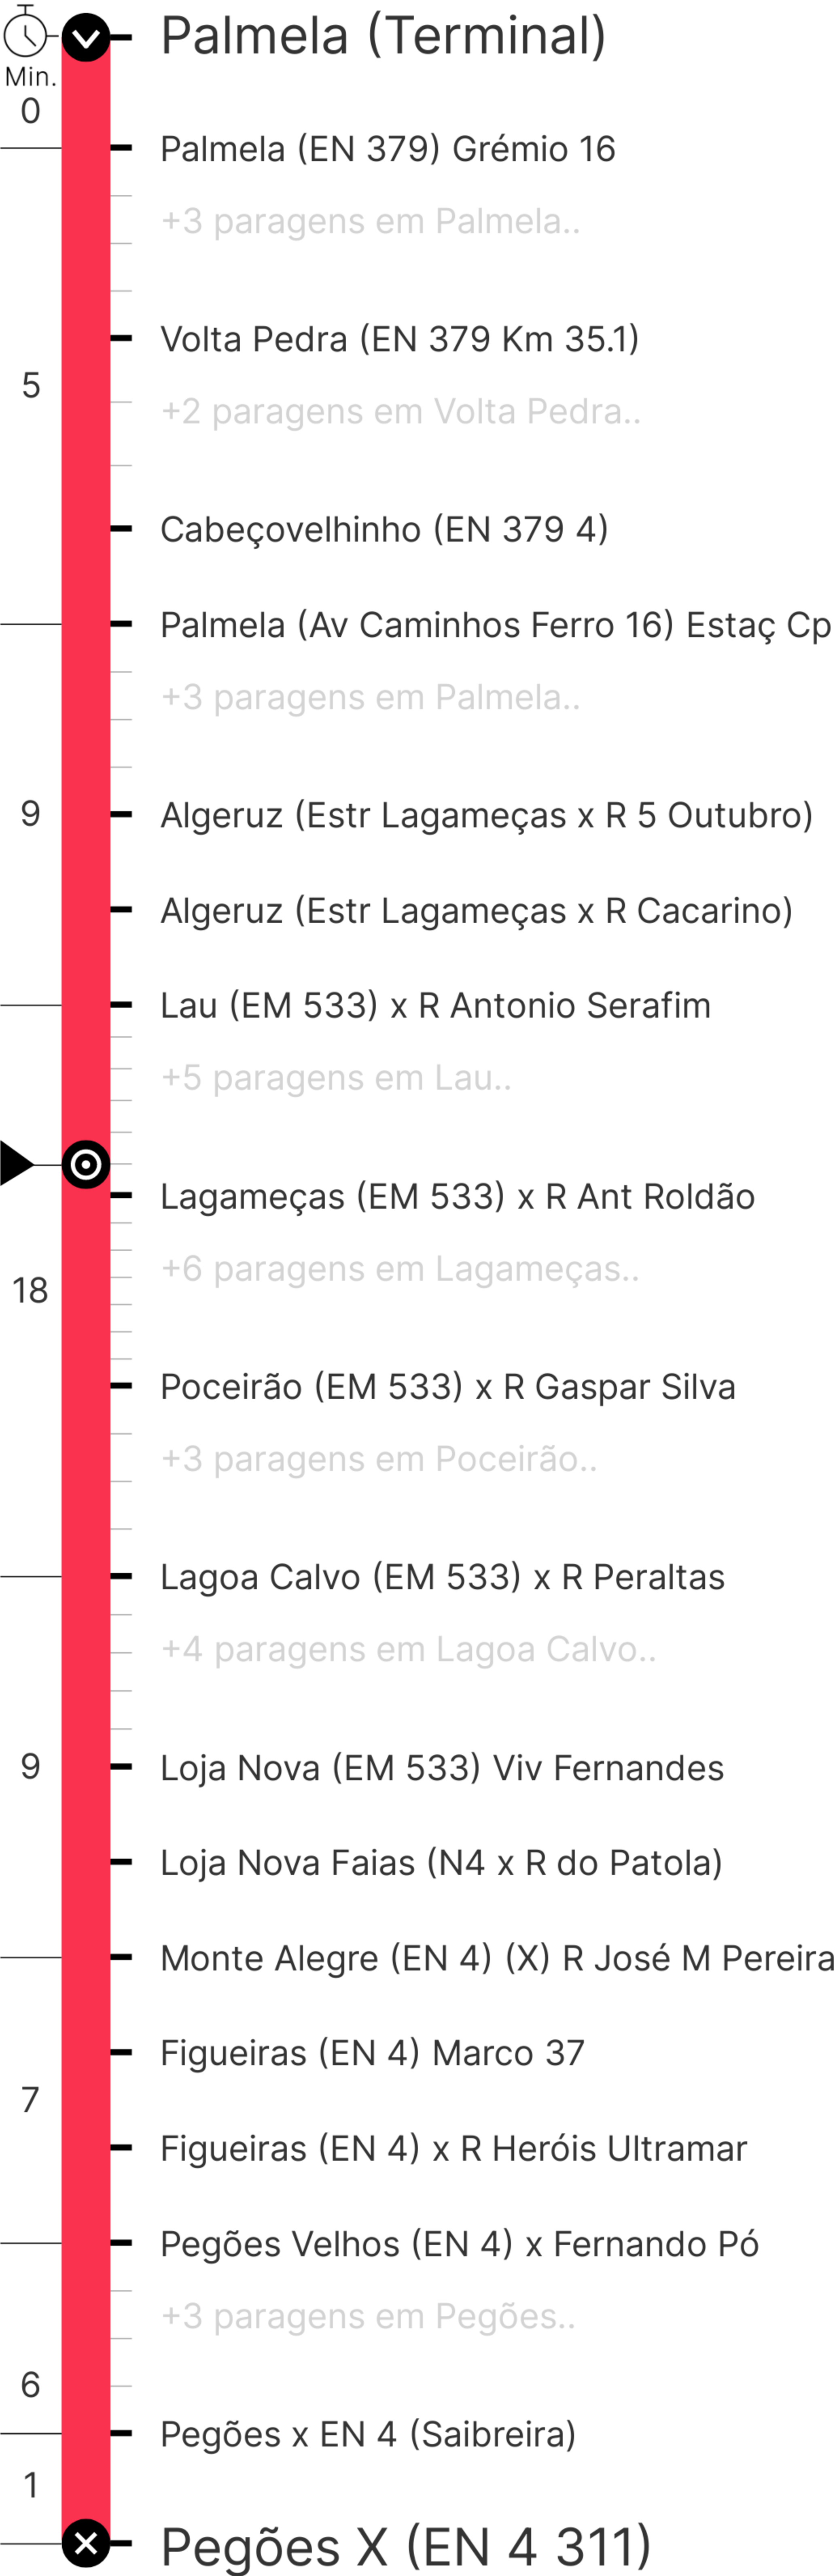 Palmela (Terminal)
Min.
0
Palmela (EN 379) Grémio 16
+3 paragens em Palmela..
Volta Pedra (EN 379 Km 35.1)
5
+2 paragens em Volta Pedra..
Cabeçovelhinho (EN 379 4)
Palmela (Av Caminhos Ferro 16) Estaç Cp
+3 paragens em Palmela..
9
Algeruz (Estr Lagameças x R 5 Outubro)
Algeruz (Estr Lagameças x R Cacarino)
Lau (EM 533) x R Antonio Serafim
+5 paragens em Lau..
Lagameças (EM 533) x R Ant Roldão
+6 paragens em Lagameças..
18
Poceirão (EM 533) x R Gaspar Silva
+3 paragens em Poceirão..
Lagoa Calvo (EM 533) x R Peraltas
+4 paragens em Lagoa Calvo..
9
Loja Nova (EM 533) Viv Fernandes
Loja Nova Faias (N4 x R do Patola)
Monte Alegre (EN 4) (X) R José M Pereira
Figueiras (EN 4) Marco 37
7
Figueiras (EN 4) x R Heróis Ultramar
Pegões Velhos (EN 4) x Fernando Pó
+3 paragens em Pegões..
6
Pegões x EN 4 (Saibreira)
1
Pegões X (EN 4 311)